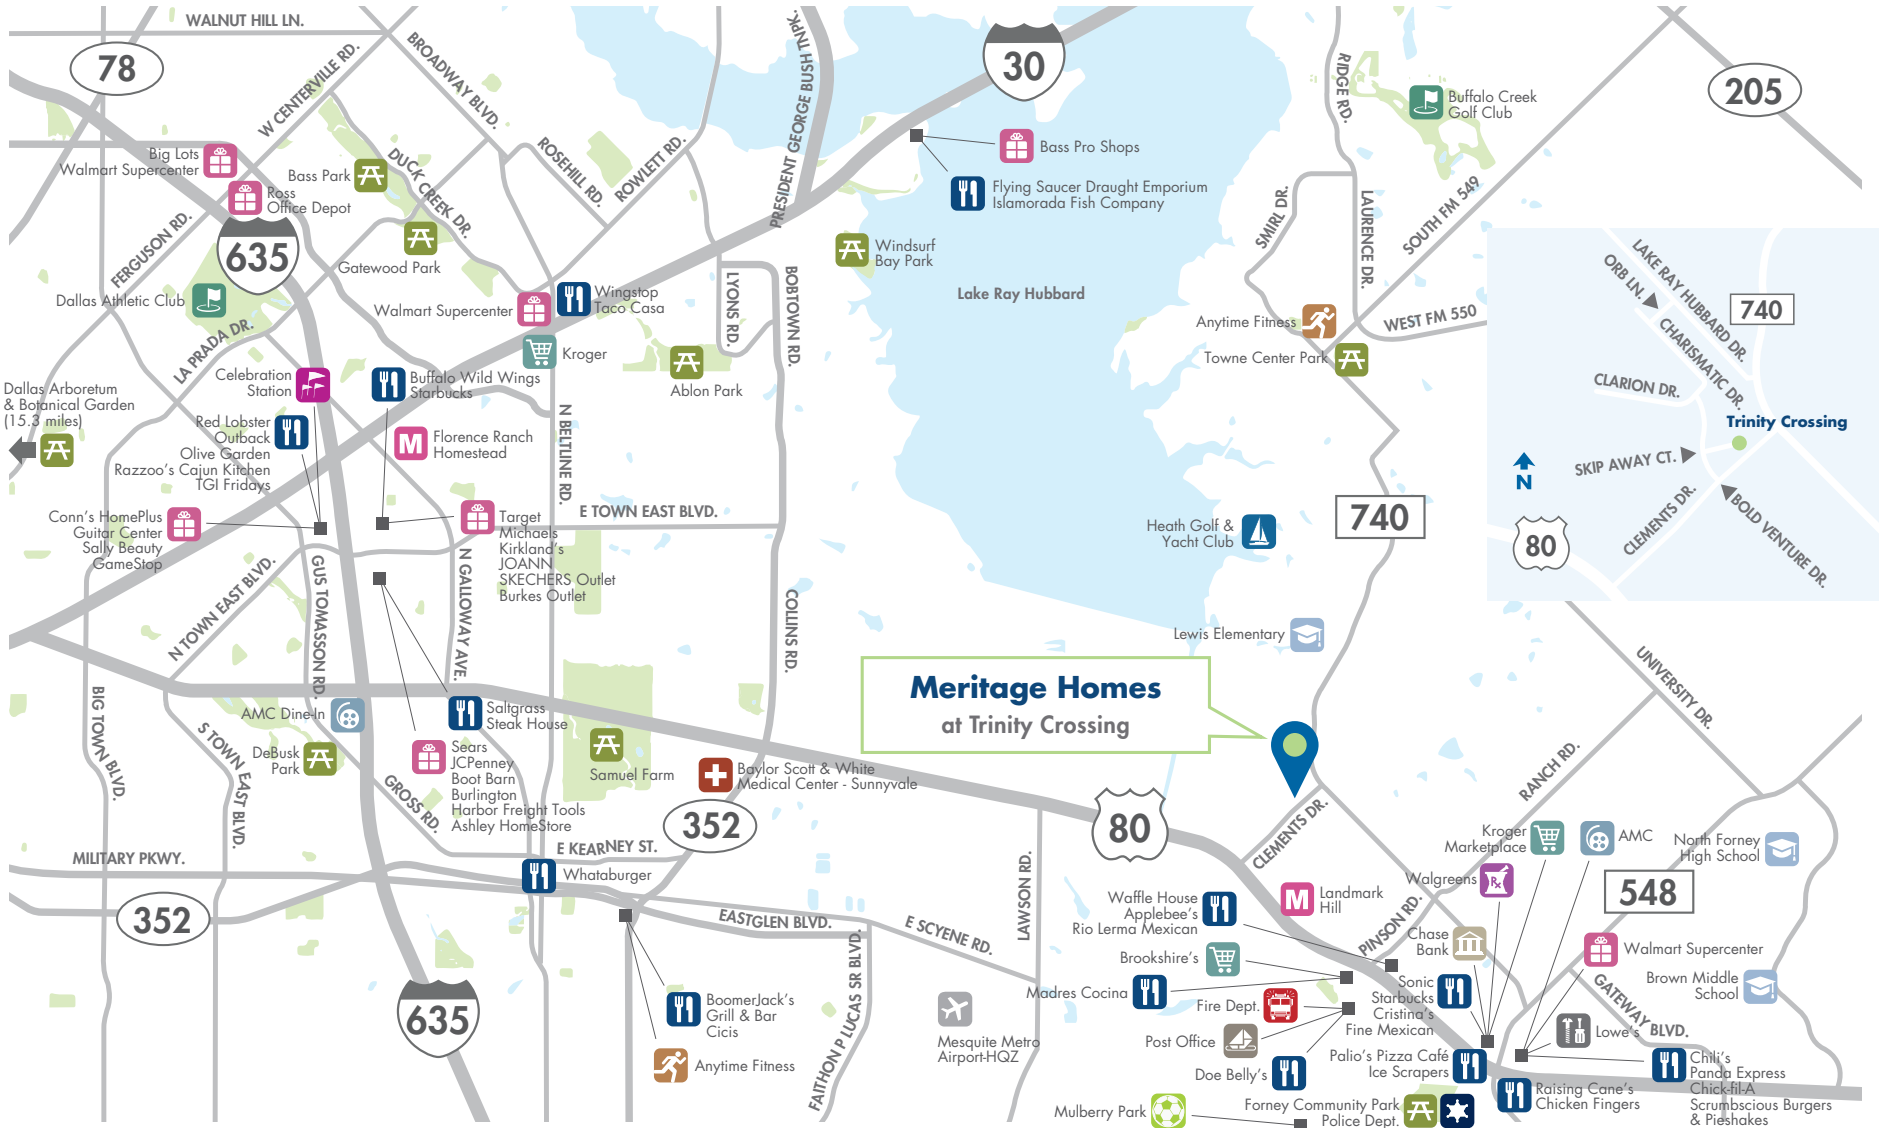 WALNUT HILL LN.
78
W CENTERVILLE RD.
BROADWAY BLVD.
PRESIDENT GEORGE BUSH TNPK.
30
RIDGE RD.
Buffalo Creek
Golf Club
205
Big Lots
Walmart Supercenter
Ross
Office Depot
Bass Park
DUCK CREEK DR.
ROSEHILL RD.
ROWLETT RD.
Bass Pro Shops
Flying Saucer Draught Emporium
Islamorada Fish Company
SMIRL DR.
LAURENCE DR.
SOUTH FM 549
FERGUSON RD.
635
Gatewood Park
Windsurf
Bay Park
Lake Ray Hubbard
Dallas Athletic Club
LA PRADA DR.
Walmart Supercenter
Wingstop
Taco Casa
LYONS RD.
BOBTOWN RD.
Kroger
Ablon Park
Anytime Fitness
WEST FM 550
Towne Center Park
LAKE RAY HUBBARD DR.
ORB LN.
740
CHARISMATIC DR.
CLARION DR.
Trinity Crossing
SKIP AWAY CT.
N
CLEMENTS DR.
BOLD VENTURE DR.
80
Dallas Arboretum
& Botanical Garden
(15.3 miles)
Celebration
Station
Buffalo Wild Wings
Starbucks
Red Lobster
Outback
Olive Garden
Razzoo's Cajun Kitchen
TGI Fridays
M
Florence Ranch
Homestead
N BELTLINE RD.
Conn's HomePlus
Guitar Center
Sally Beauty
GameStop
Target
Michaels
Kirkland's
JOANN
SKECHERS Outlet
Burkes Outlet
E TOWN EAST BLVD.
740
Heath Golf &
Yacht Club
N TOWN EAST BLVD.
GUS TOMASSON RD.
N GALLOWAY AVE.
COLLINS RD.
Lewis Elementary
UNIVERSITY DR.
Meritage Homes
at Trinity Crossing
BIG TOWN BLVD.
AMC Dine-In
Saltgrass
Steak House
S TOWN EAST BLVD.
DeBusk
Park
GROSS RD.
Sears
JCPenney
Boot Barn
Burlington
Harbor Freight Tools
Ashley HomeStore
Samuel Farm
Baylor Scott & White
Medical Center - Sunnyvale
352
80
CLEMENTS DR.
RANCH RD.
MILITARY PKWY.
E KEARNEY ST.
Whataburger
352
EASTGLEN BLVD.
E SCYENE RD.
LAWSON RD.
Kroger
Marketplace
AMC
North Forney
High School
Walgreens
Rx
548
Waffle House
Applebee's
Rio Lerma Mexican
M
Landmark
Hill
PINSON RD.
Chase
Bank
Walmart Supercenter
Brookshire's
Madres Cocina
Fire Dept.
Sonic
Starbucks
Cristina's
Fine Mexican
GATEWAY BLVD.
Brown Middle
School
635
BoomerJack's
Grill & Bar
Cicis
Anytime Fitness
FAITHON P LUCAS SR BLVD.
Mesquite Metro
Airport-HQZ
Post Office
Lowe's
Doe Belly's
Palio's Pizza Café
Ice Scrapers
Chili's
Panda Express
Chick-fil-A
Scrumbscious Burgers
& Pieshakes
Raising Cane's
Chicken Fingers
Mulberry Park
Forney Community Park
Police Dept.